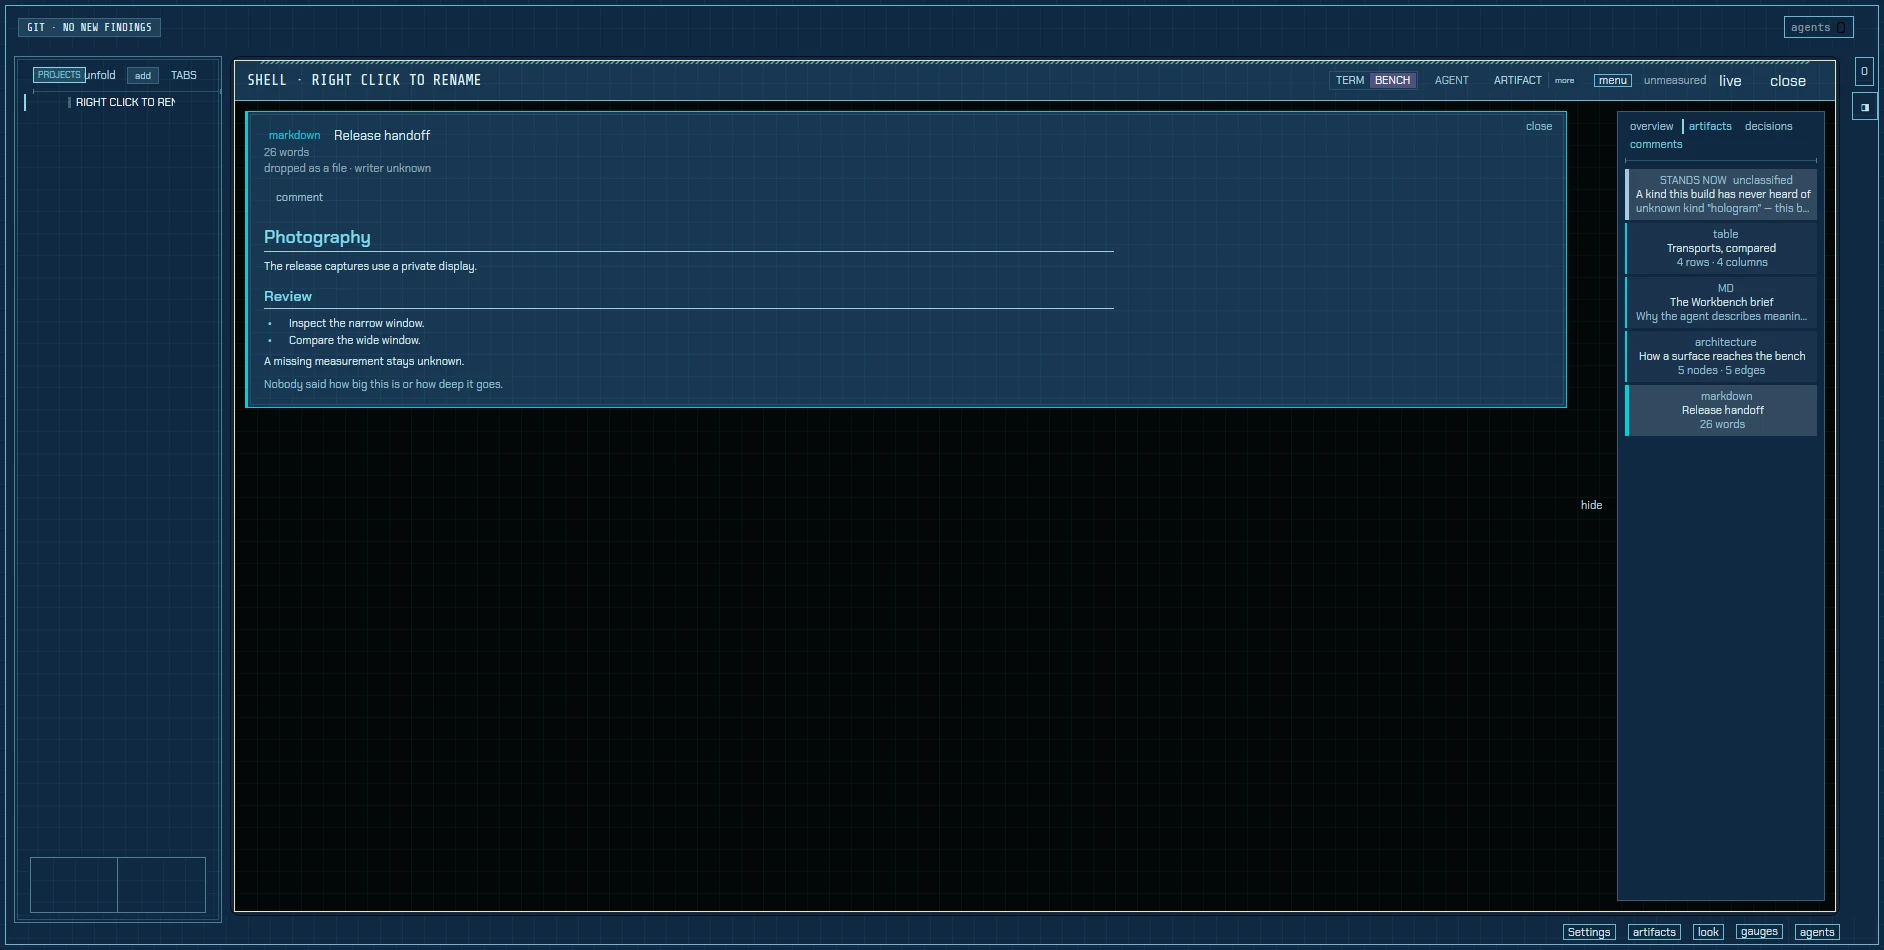 GIT · NO NEW FINDINGS
agents
PROJECTS unfold add TABS
RIGHT CLICK TO REN
SHELL · RIGHT CLICK TO RENAME
TERM BENCH AGENT ARTIFACT more menu unmeasured live close
markdown Release handoff
close
26 words
dropped as a file · writer unknown
comment
Photography
The release captures use a private display.
Review
• Inspect the narrow window.
• Compare the wide window.
A missing measurement stays unknown.
Nobody said how big this is or how deep it goes.
hide
overview artifacts decisions
comments
STANDS NOW unclassified
A kind this build has never heard of
unknown kind "hologram" — this b...
table
Transports, compared
4 rows · 4 columns
MD
The Workbench brief
Why the agent describes meanin...
architecture
How a surface reaches the bench
5 nodes · 5 edges
markdown
Release handoff
26 words
Settings artifacts look gauges agents